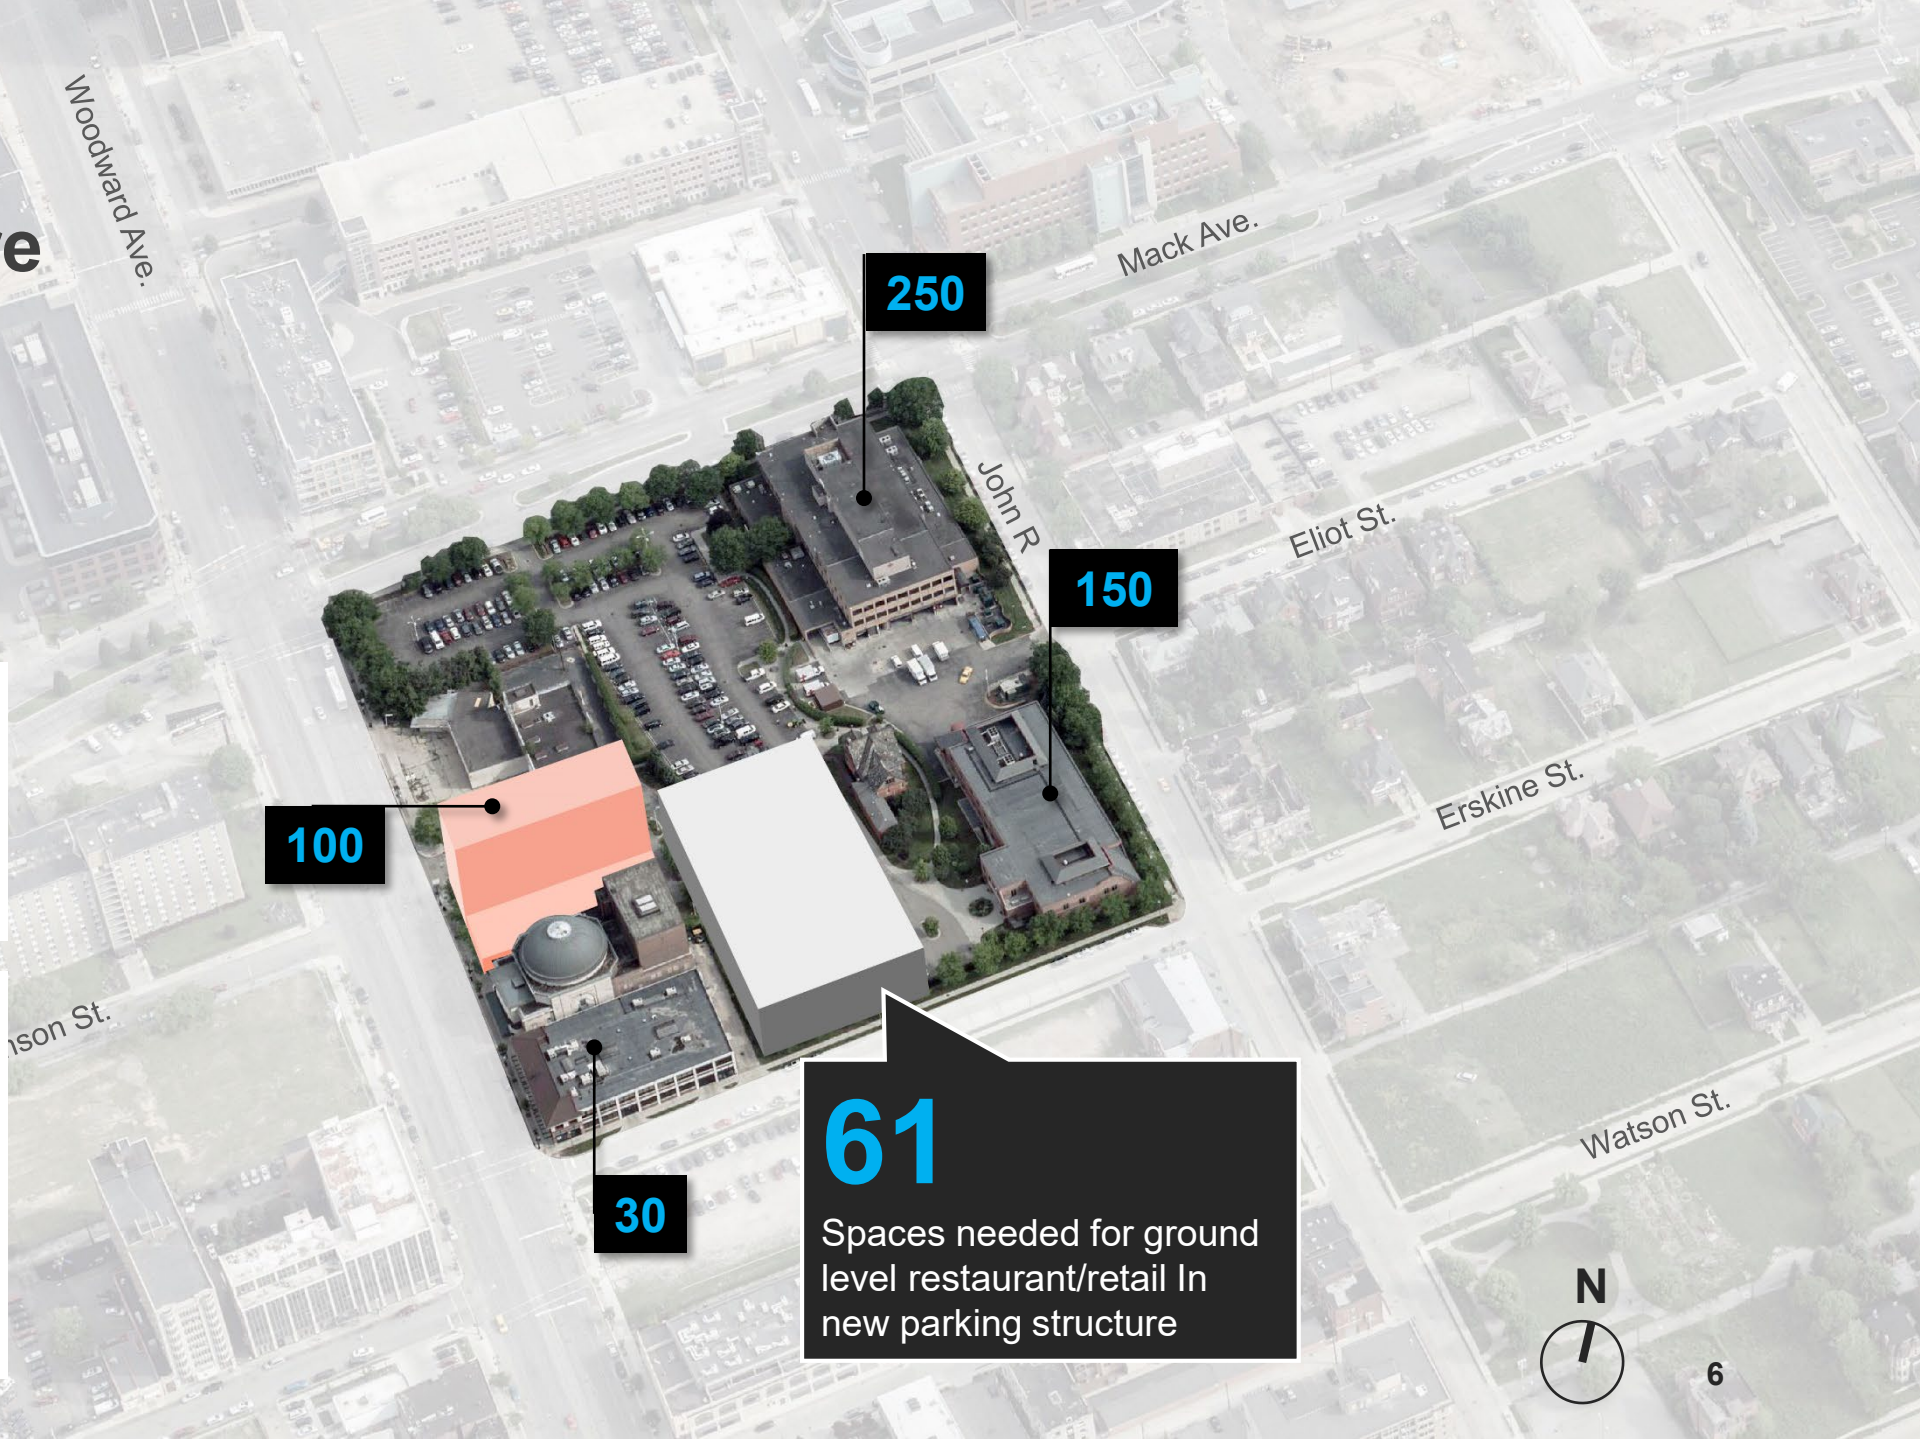 Woodward Ave.
Mack Ave.
250
John R
Eliot St.
150
100
Erskine St.
St.
Watson St.
30
61
Spaces needed for ground
level restaurant/retail In
new parking structure
N
6